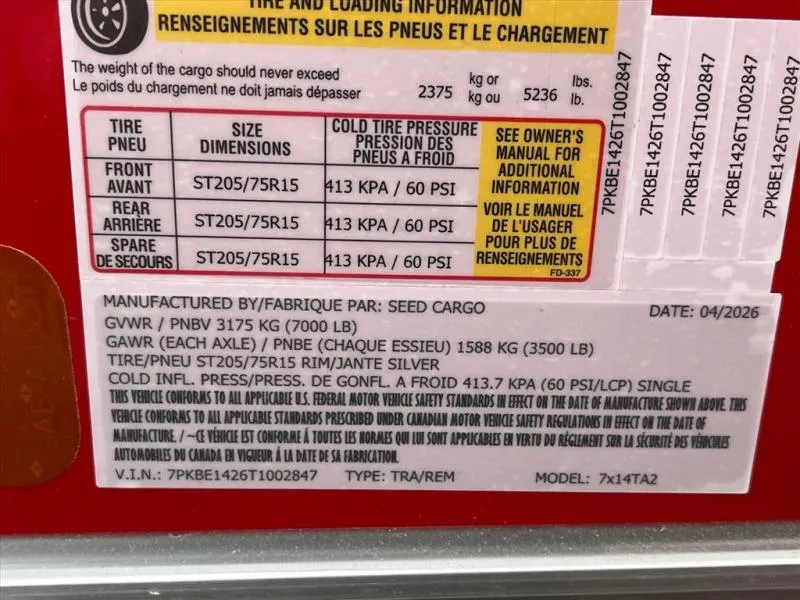 TIRE AND LOADING INFORMATION
RENSEIGNEMENTS SUR LES PNEUS ET LE CHARGEMENT
The weight of the cargo should never exceed
Le poids du chargement ne doit jamais dépasser
2375 kg or kg ou 5236 lbs. lb.
TIRE PNEU
SIZE DIMENSIONS
COLD TIRE PRESSURE
PRESSION DES
PNEUS A FROID
FRONT AVANT
ST205/75R15
413 KPA / 60 PSI
REAR ARRIÈRE
ST205/75R15
413 KPA / 60 PSI
SPARE DE SECOURS
ST205/75R15
413 KPA / 60 PSI
SEE OWNER'S
MANUAL FOR
ADDITIONAL
INFORMATION
VOIR LE MANUEL
DE L'USAGER
POUR PLUS DE
RENSEIGNEMENTS
FD-337
7PKBE1426T1002847
7PKBE1426T1002847
7PKBE1426T1002847
7PKBE1426T1002847
7PKBE1426T1002847
MANUFACTURED BY/FABRIQUE PAR: SEED CARGO DATE: 04/2026
GVWR / PNBV 3175 KG (7000 LB)
GAWR (EACH AXLE) / PNBE (CHAQUE ESSIEU) 1588 KG (3500 LB)
TIRE/PNEU ST205/75R15 RIM/JANTE SILVER
COLD INFL. PRESS/PRESS. DE GONFL. A FROID 413.7 KPA (60 PSI/LCP) SINGLE
THIS VEHICLE CONFORMS TO ALL APPLICABLE U.S. FEDERAL MOTOR VEHICLE SAFETY STANDARDS IN EFFECT ON THE DATE OF MANUFACTURE SHOWN ABOVE. THIS
VEHICLE CONFORMS TO ALL APPLICABLE STANDARDS PRESCRIBED UNDER CANADIAN MOTOR VEHICLE SAFETY REGULATIONS IN EFFECT ON THE DATE OF
MANUFACTURE. / ~CE VÉHICLE EST CONFORME Á TOUTES LES NORMES QUI LUI SONT APPLICABLES EN VERTU DU RÉGLEMENT SUR LA SÉCURITÉ DES VÉHICULES
AUTOMOBILES DU CANADA EN VIGUEUR Á LA DATE DE SA FABRICATION.
V.I.N.: 7PKBE1426T1002847 TYPE: TRA/REM MODEL: 7x14TA2